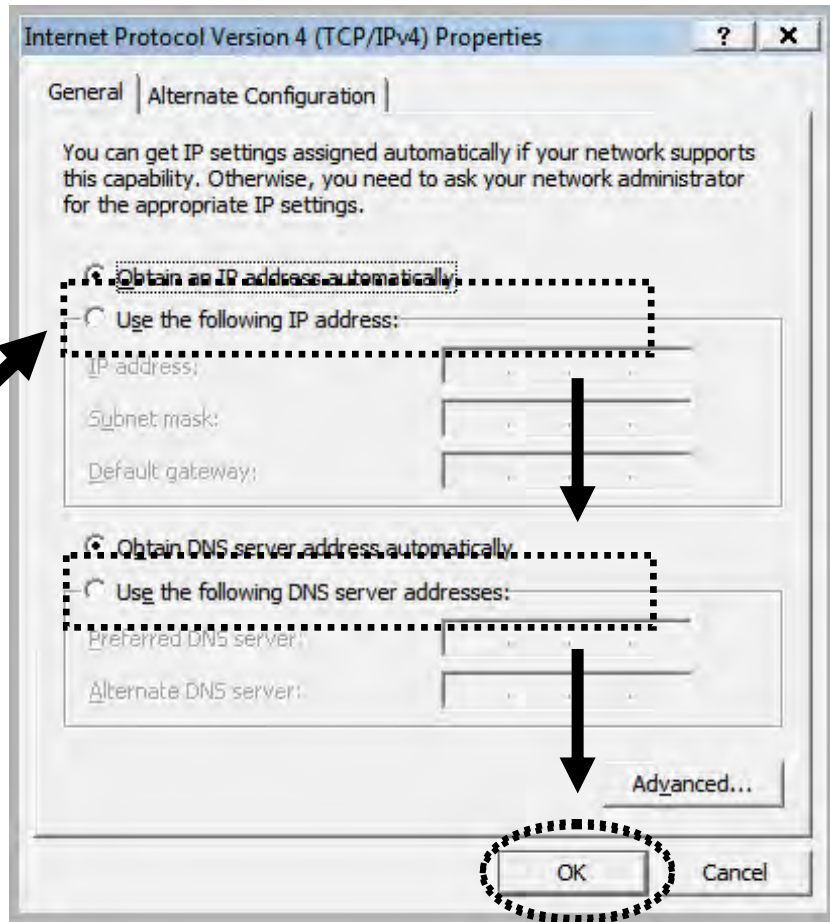 Internet Protocol Version 4 (TCP/IPv4) Properties
General
Alternate Configuration
You can get IP settings assigned automatically if your network supports
this capability. Otherwise, you need to ask your network administrator
for the appropriate IP settings.
Obtain an IP address automatically
Use the following IP address:
IP address:
Subnet mask:
Default gateway:
Obtain DNS server address automatically
Use the following DNS server addresses:
Preferred DNS server:
Alternate DNS server:
Advanced...
OK
Cancel